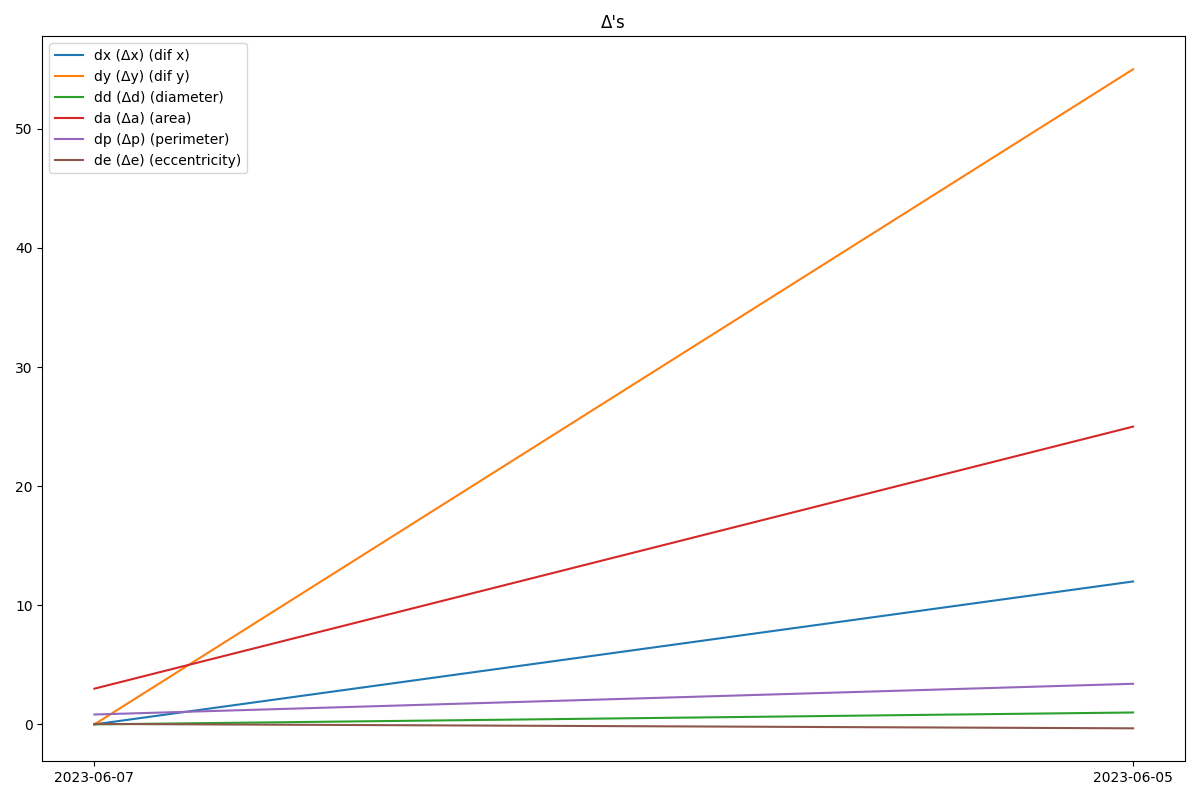 Δ's
dx (Δx) (dif x)
dy (Δy) (dif y)
dd (Δd) (diameter)
da (Δa) (area)
dp (Δp) (perimeter)
de (Δe) (eccentricity)
50
40
30
20
10
0
2023-06-07
2023-06-05